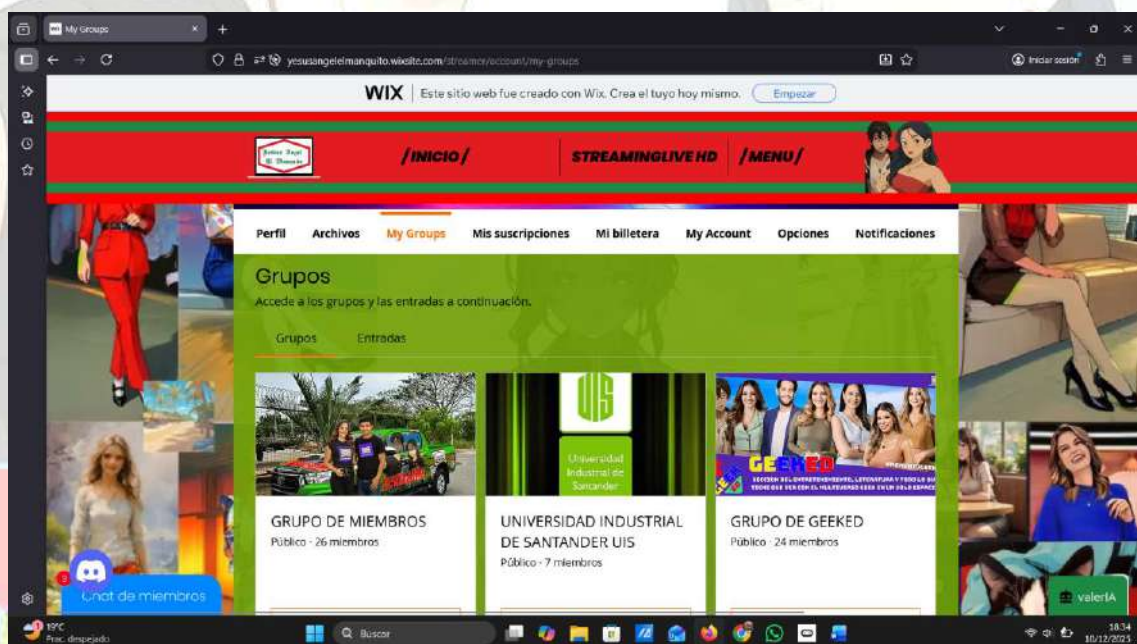 My Groups
yesusangelelmanquito.wixsite.com/streamer/account/my-groups
Iniciar sesión
WIX Este sitio web fue creado con Wix. Crea el tuyo hoy mismo. Empezar
/INICIO/ STREAMINGLIVE HD /MENU/
Perfil Archivos My Groups Mis suscripciones Mi billetera My Account Opciones Notificaciones
Grupos
Accede a los grupos y las entradas a continuación.
Grupos Entradas
UIS
Universidad
Industrial de
Santander
GEEKED
GRUPO DE MIEMBROS
Público · 26 miembros
UNIVERSIDAD INDUSTRIAL
DE SANTANDER UIS
Público · 7 miembros
GRUPO DE GEEKED
Público · 24 miembros
3
Chat de miembros
valerIA
19°C
Prac. despejado
Buscar
18:34